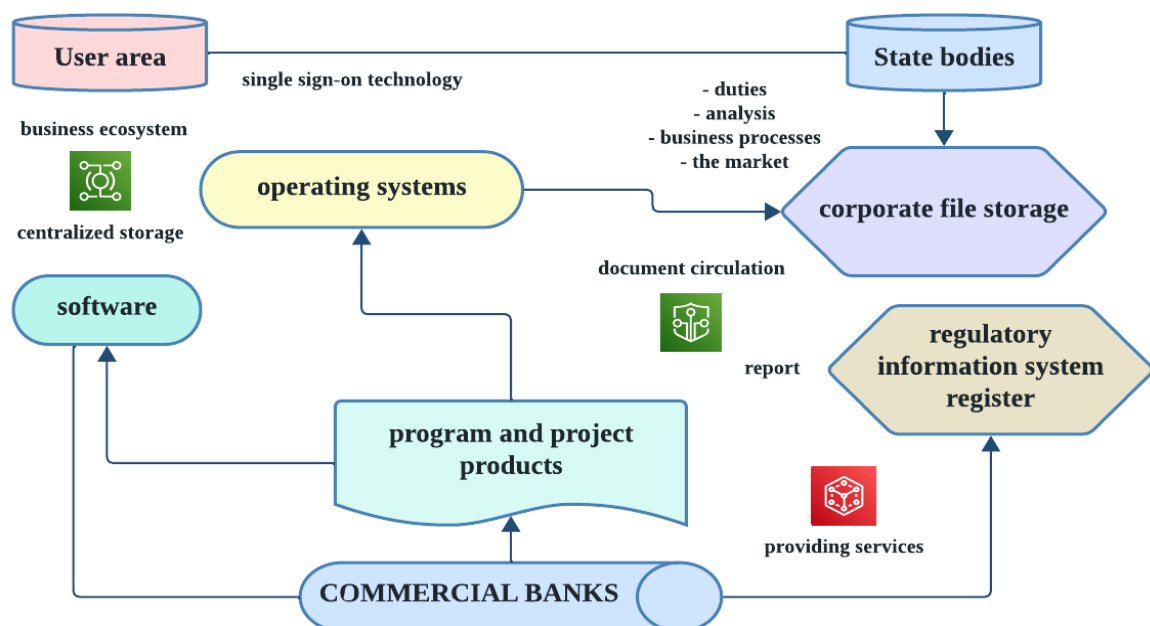 User area
State bodies
single sign-on technology
- duties
- analysis
- business processes
- the market
business ecosystem
operating systems
corporate file storage
centralized storage
document circulation
software
regulatory
information system
register
report
program and project
products
providing services
COMMERCIAL BANKS